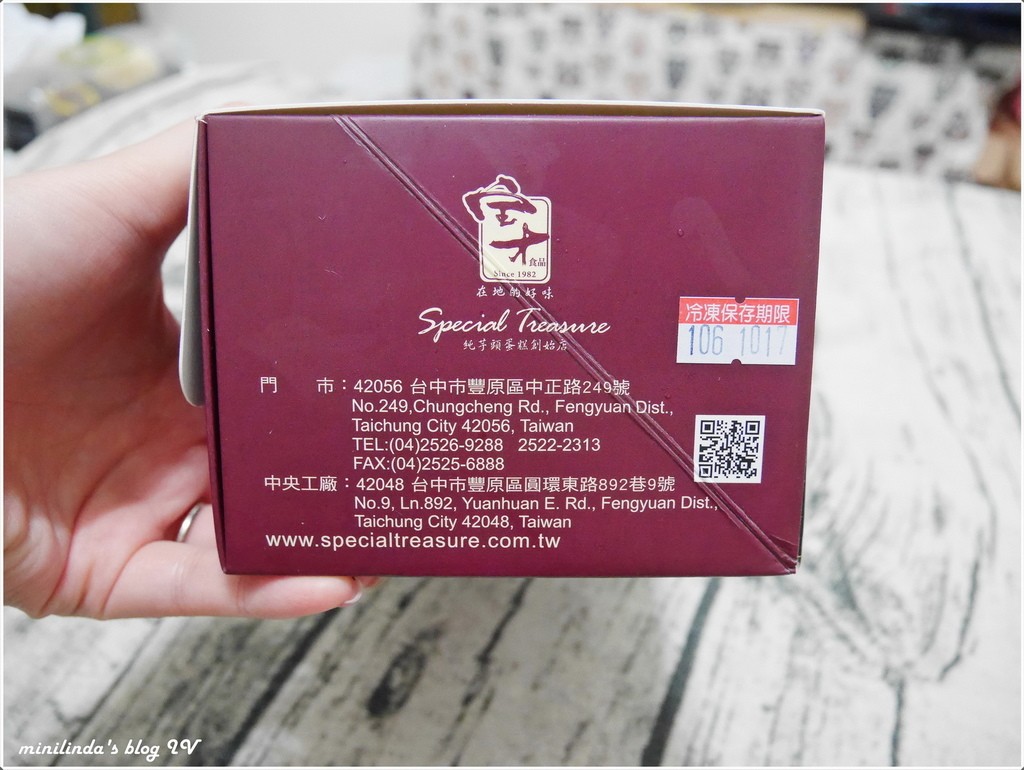 宝才
食品
Since 1982
在地的好味
Special Treasure
純芋頭蛋糕創始店
冷凍保存期限
106 1017
門 市：42056 台中市豐原區中正路249號
No.249,Chungcheng Rd., Fengyuan Dist.,
Taichung City 42056, Taiwan
TEL:(04)2526-9288 2522-2313
FAX:(04)2525-6888
中央工廠：42048 台中市豐原區圓環東路892巷9號
No.9, Ln.892, Yuanhuan E. Rd., Fengyuan Dist.,
Taichung City 42048, Taiwan
www.specialtreasure.com.tw
minilinda's blog IV